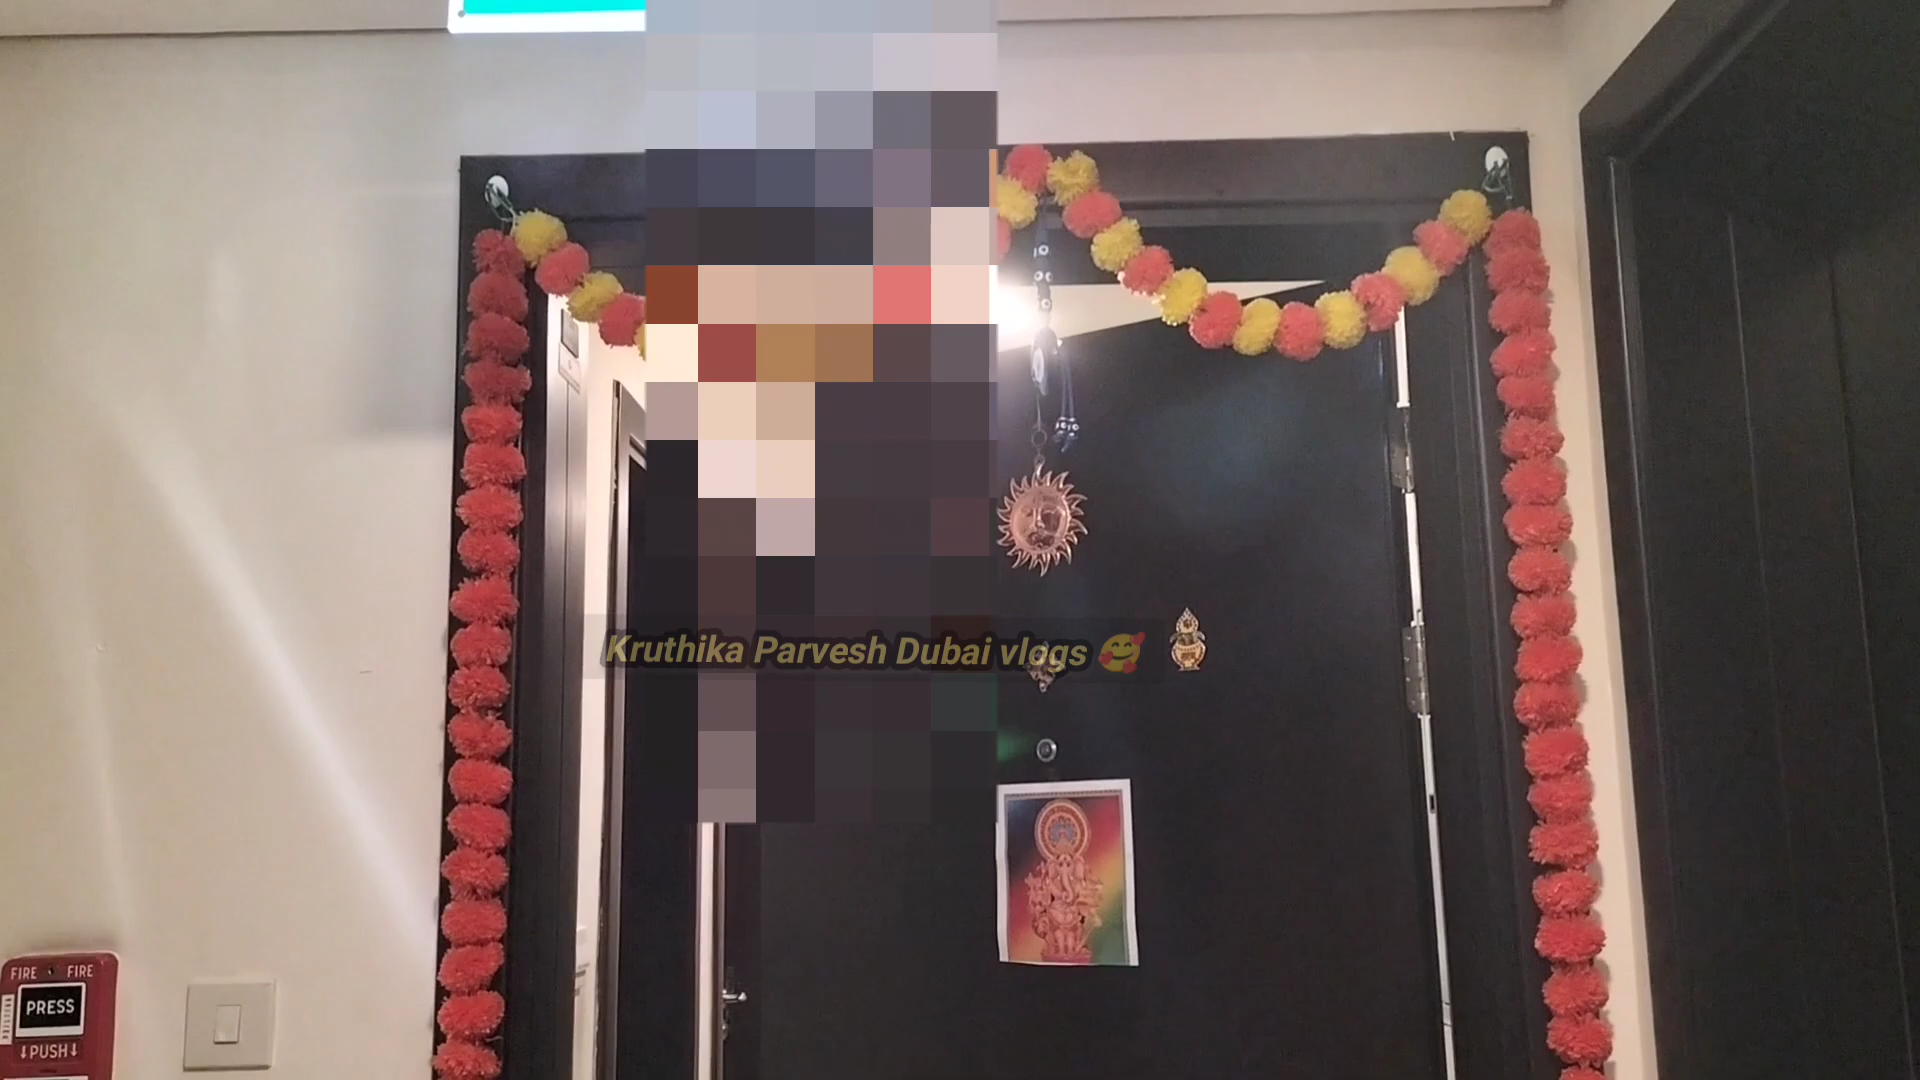 Kruthika Parvesh Dubai vlogs 🥰
FIRE FIRE
PRESS
↓PUSH↓